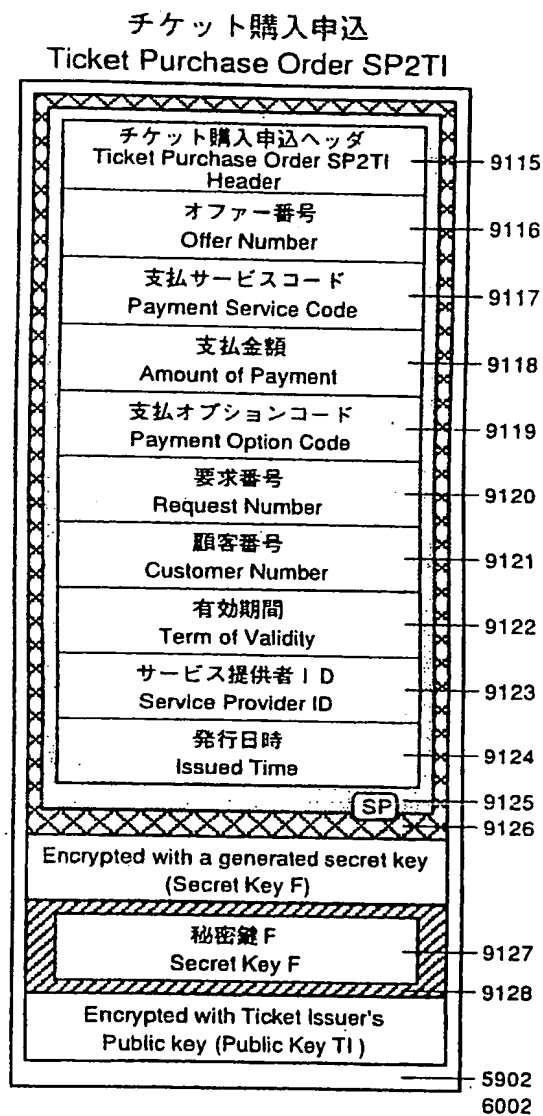 チケット購入申込
Ticket Purchase Order SP2TI
チケット購入申込ヘッダ
Ticket Purchase Order SP2TI
Header
9115
オファー番号
Offer Number
9116
支払サービスコード
Payment Service Code
9117
支払金額
Amount of Payment
9118
支払オプションコード
Payment Option Code
9119
要求番号
Request Number
9120
顧客番号
Customer Number
9121
有効期間
Term of Validity
9122
サービス提供者ID
Service Provider ID
9123
発行日時
Issued Time
9124
SP
9125
9126
Encrypted with a generated secret key
(Secret Key F)
秘密鍵F
Secret Key F
9127
9128
Encrypted with Ticket Issuer's
Public key (Public Key TI )
5902
6002